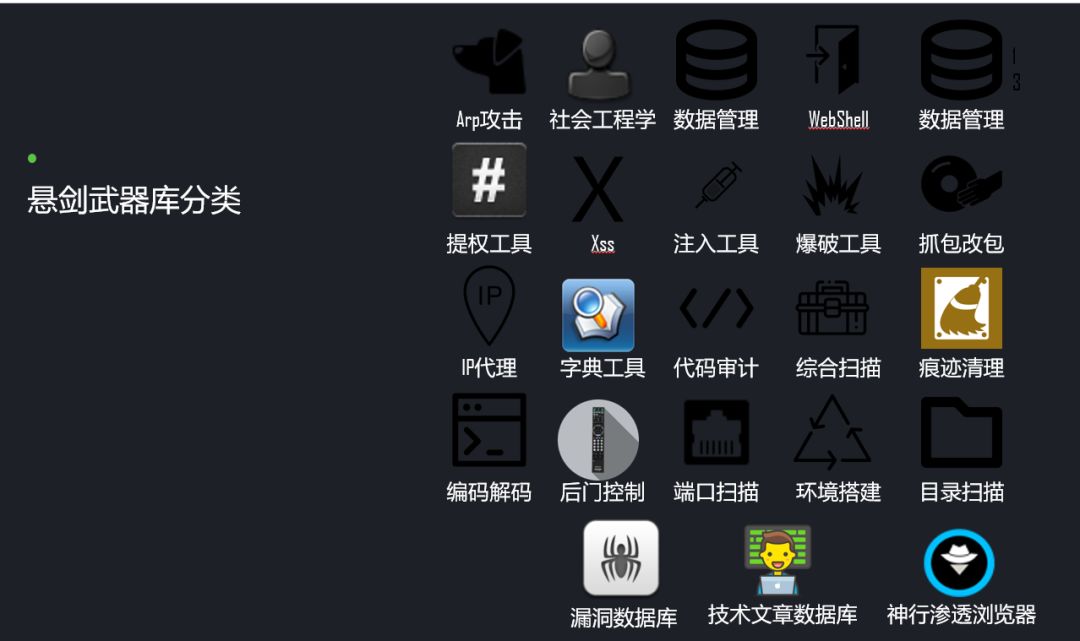 Arp攻击 社会工程学 数据管理 WebShell 数据管理
1
3
悬剑武器库分类
#
提权工具 Xss 注入工具 爆破工具 抓包改包
IP
IP代理 字典工具 代码审计 综合扫描 痕迹清理
编码解码 后门控制 端口扫描 环境搭建 目录扫描
漏洞数据库 技术文章数据库 神行渗透浏览器